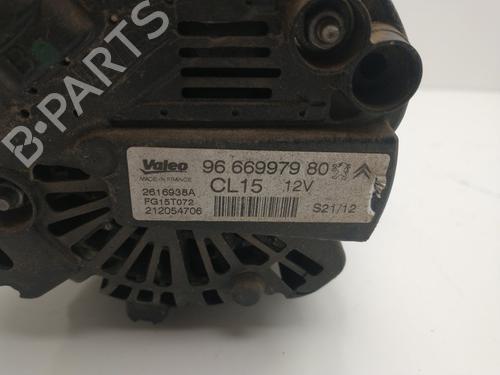 Valeo
MADE IN FRANCE
96 669979 80
CL15 12V
2616938A
FG15T072
212054706
S21/12
B-PARTS